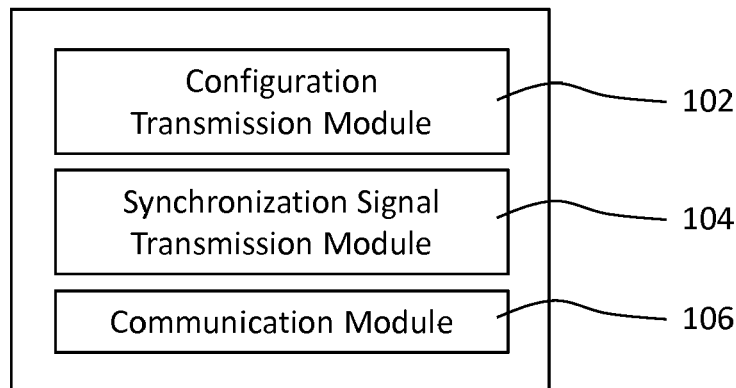 Configuration
Transmission Module
102
Synchronization Signal
Transmission Module
104
Communication Module
106